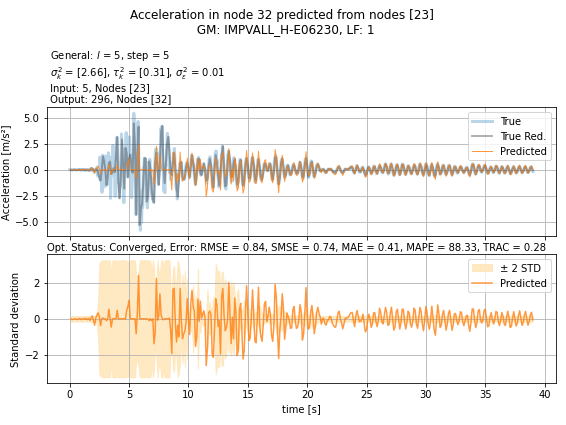 Acceleration in node 32 predicted from nodes [23]
GM: IMPVALL_H-E06230, LF: 1
General: l = 5, step = 5
σ²ₖ = [2.66], τ²ₖ = [0.31], σ²ε = 0.01
Input: 5, Nodes [23]
Output: 296, Nodes [32]
Acceleration [m/s²]
5.0
2.5
0.0
−2.5
−5.0
True
True Red.
Predicted
Opt. Status: Converged, Error: RMSE = 0.84, SMSE = 0.74, MAE = 0.41, MAPE = 88.33, TRAC = 0.28
Standard deviation
2
0
−2
± 2 STD
Predicted
0 5 10 15 20 25 30 35 40
time [s]